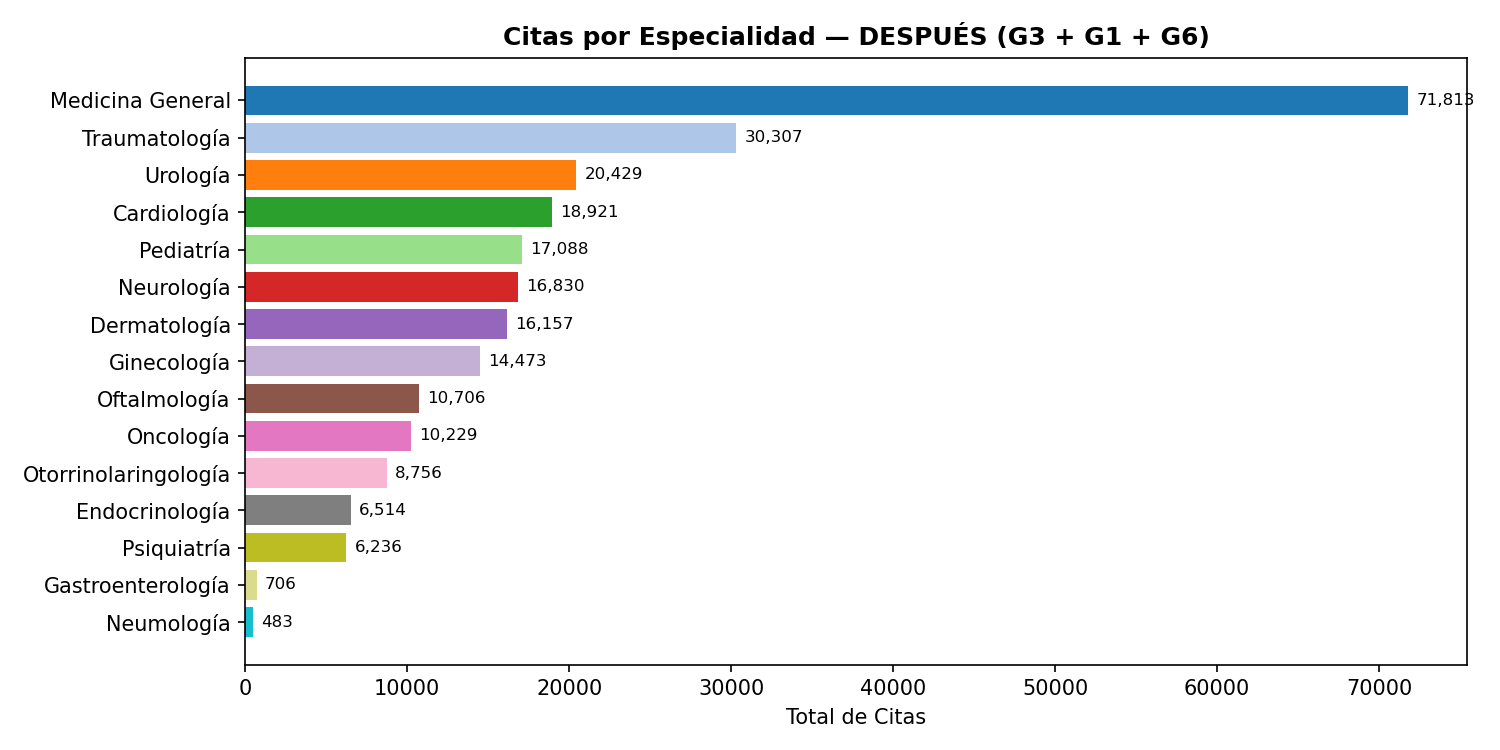 Citas por Especialidad — DESPUÉS (G3 + G1 + G6)
Medicina General 71,813
Traumatología 30,307
Urología 20,429
Cardiología 18,921
Pediatría 17,088
Neurología 16,830
Dermatología 16,157
Ginecología 14,473
Oftalmología 10,706
Oncología 10,229
Otorrinolaringología 8,756
Endocrinología 6,514
Psiquiatría 6,236
Gastroenterología 706
Neumología 483
0 10000 20000 30000 40000 50000 60000 70000
Total de Citas